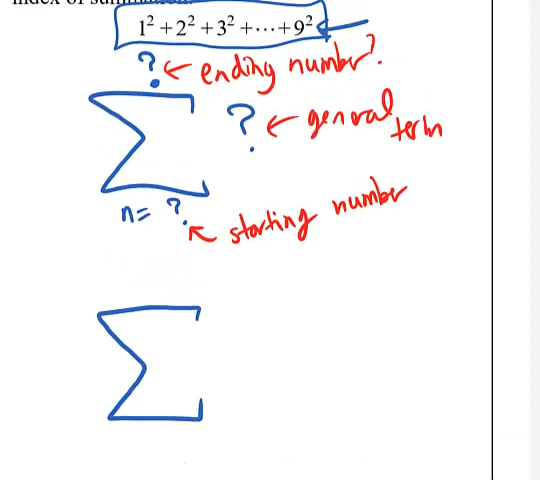 1² + 2² + 3² + ⋯ + 9²
? ← ending number?
∑ ? ← general term
n = ? ↖ starting number
∑